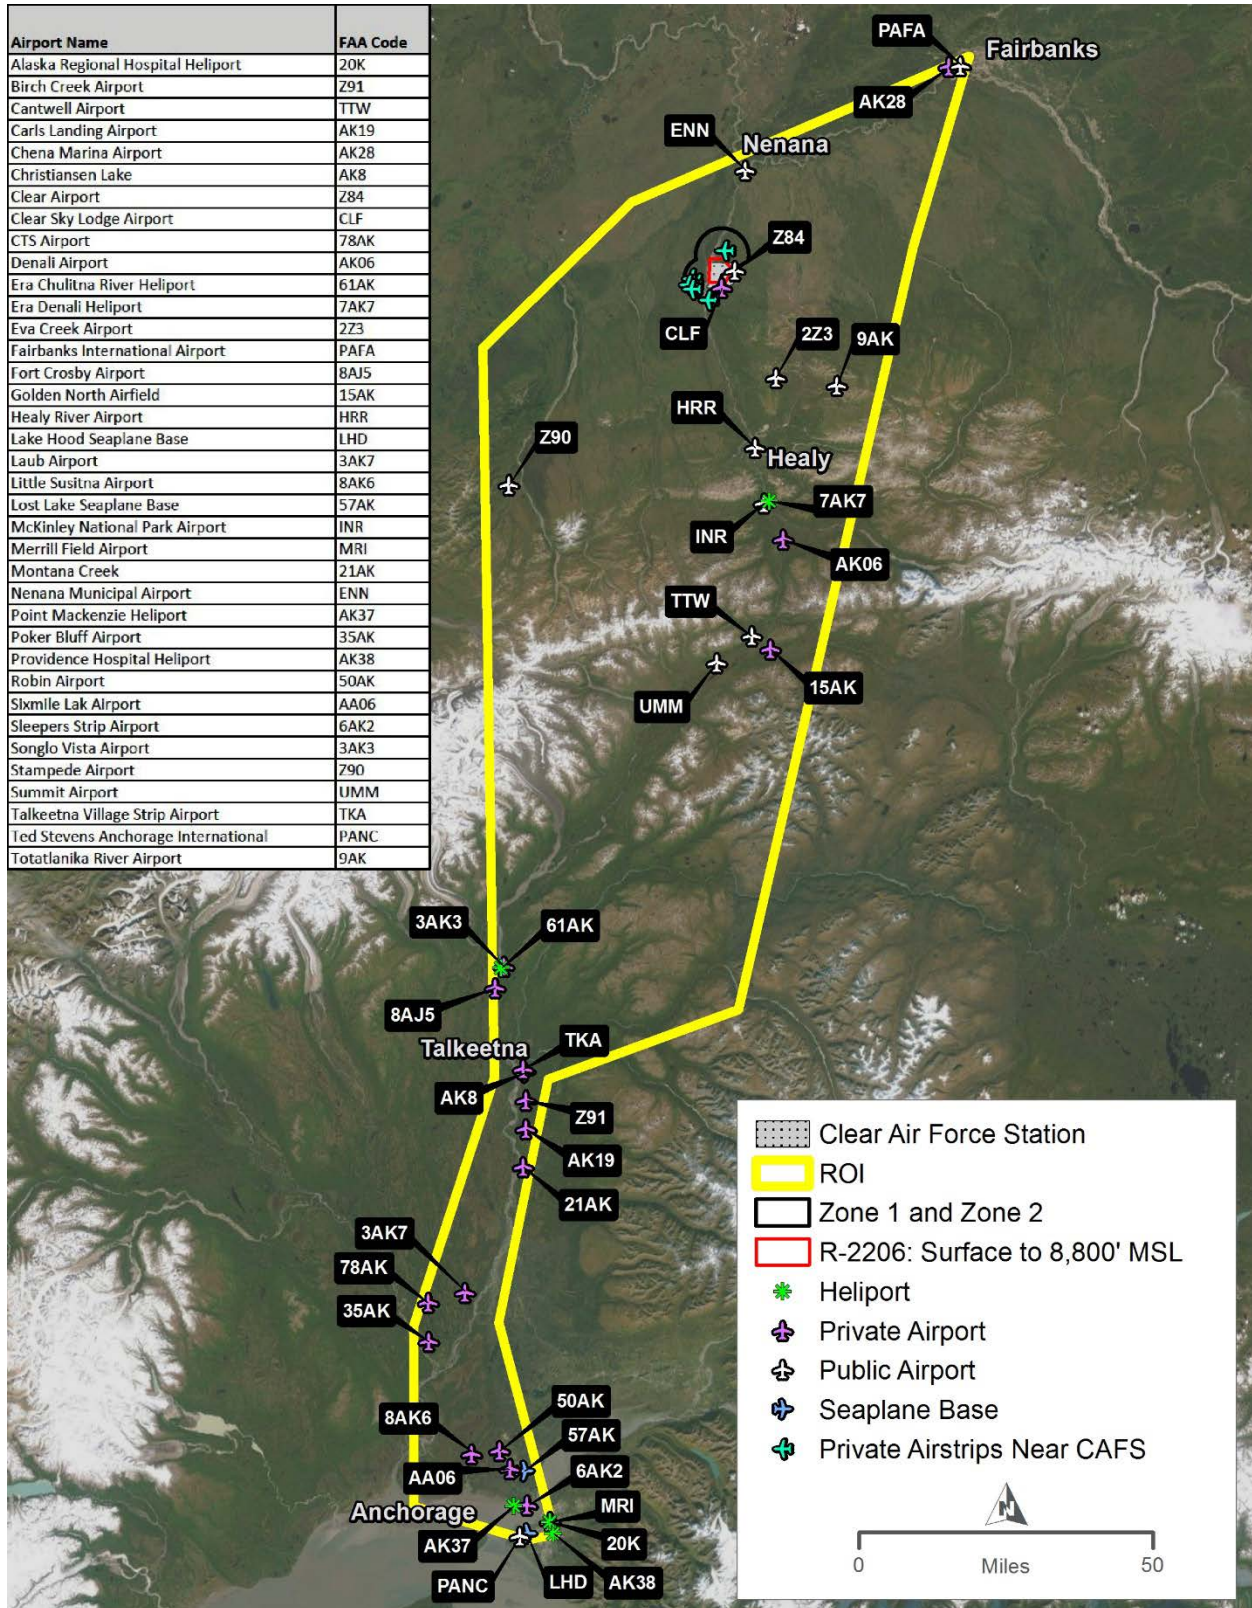 Airport Name FAA Code
Alaska Regional Hospital Heliport 20K
Birch Creek Airport Z91
Cantwell Airport TTW
Carls Landing Airport AK19
Chena Marina Airport AK28
Christiansen Lake AK8
Clear Airport Z84
Clear Sky Lodge Airport CLF
CTS Airport 78AK
Denali Airport AK06
Era Chulitna River Heliport 61AK
Era Denali Heliport 7AK7
Eva Creek Airport 2Z3
Fairbanks International Airport PAFA
Fort Crosby Airport 8AJ5
Golden North Airfield 15AK
Healy River Airport HRR
Lake Hood Seaplane Base LHD
Laub Airport 3AK7
Little Susitna Airport 8AK6
Lost Lake Seaplane Base 57AK
McKinley National Park Airport INR
Merrill Field Airport MRI
Montana Creek 21AK
Nenana Municipal Airport ENN
Point Mackenzie Heliport AK37
Poker Bluff Airport 35AK
Providence Hospital Heliport AK38
Robin Airport 50AK
Sixmile Lak Airport AA06
Sleepers Strip Airport 6AK2
Songlo Vista Airport 3AK3
Stampede Airport Z90
Summit Airport UMM
Talkeetna Village Strip Airport TKA
Ted Stevens Anchorage International PANC
Totatlanika River Airport 9AK
PAFA
Fairbanks
AK28
ENN
Nenana
Z84
CLF
2Z3
9AK
HRR
Healy
Z90
7AK7
INR
AK06
TTW
15AK
UMM
3AK3
61AK
8AJ5
Talkeetna
TKA
AK8
Z91
AK19
21AK
3AK7
78AK
35AK
50AK
8AK6
57AK
AA06
6AK2
Anchorage
MRI
AK37
20K
PANC
LHD
AK38
Clear Air Force Station
ROI
Zone 1 and Zone 2
R-2206: Surface to 8,800' MSL
Heliport
Private Airport
Public Airport
Seaplane Base
Private Airstrips Near CAFS
N
0 50
Miles